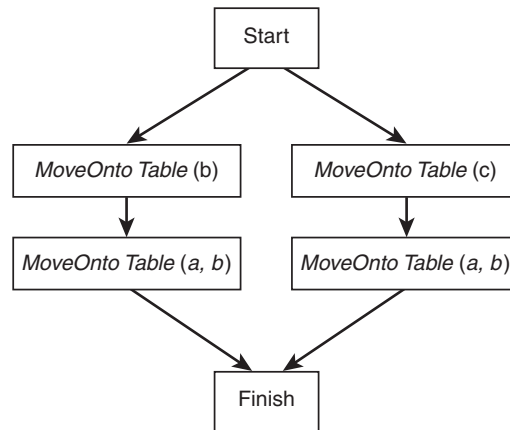 Start
MoveOnto Table (b)
MoveOnto Table (c)
MoveOnto Table (a, b)
MoveOnto Table (a, b)
Finish